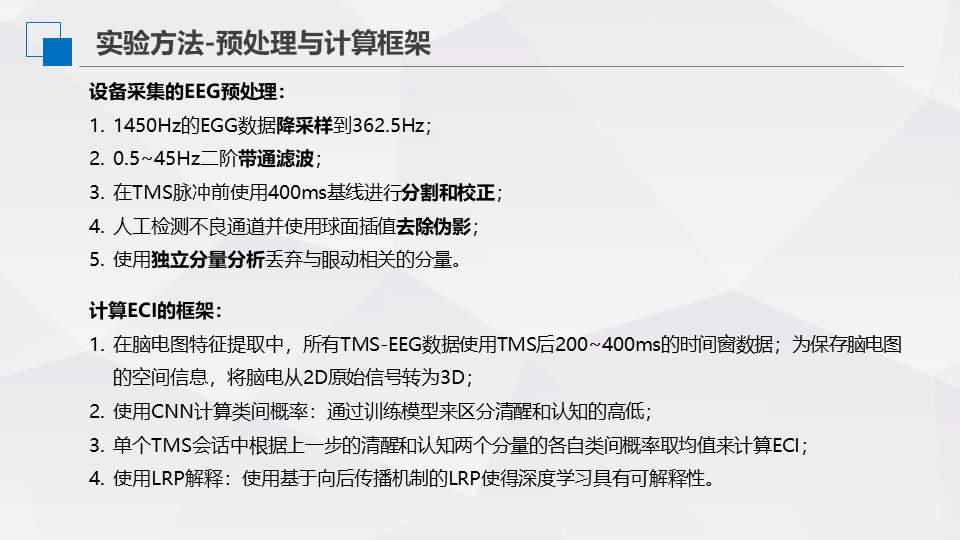 实验方法-预处理与计算框架
设备采集的EEG预处理：
1. 1450Hz的EGG数据降采样到362.5Hz；
2. 0.5~45Hz二阶带通滤波；
3. 在TMS脉冲前使用400ms基线进行分割和校正；
4. 人工检测不良通道并使用球面插值去除伪影；
5. 使用独立分量分析丢弃与眼动相关的分量。
计算ECI的框架：
1. 在脑电图特征提取中，所有TMS-EEG数据使用TMS后200~400ms的时间窗数据；为保存脑电图
的空间信息，将脑电从2D原始信号转为3D；
2. 使用CNN计算类间概率：通过训练模型来区分清醒和认知的高低；
3. 单个TMS会话中根据上一步的清醒和认知两个分量的各自类间概率取均值来计算ECI；
4. 使用LRP解释：使用基于向后传播机制的LRP使得深度学习具有可解释性。